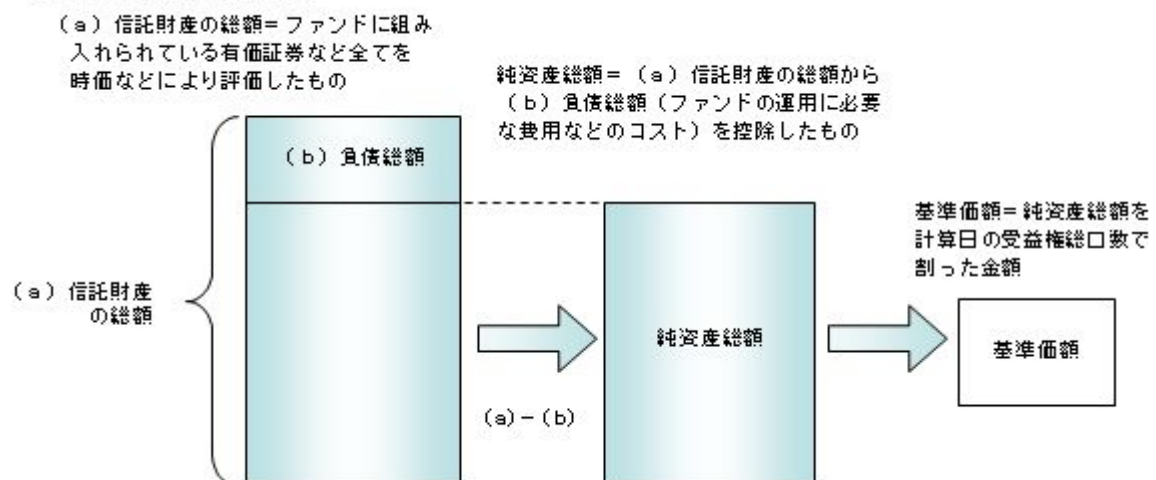 (a)信託財産の総額=ファンドに組み
入れられている有価証券など全てを
時価などにより評価したもの
純資産総額=(a)信託財産の総額から
(b)負債総額(ファンドの運用に必要
な費用などのコスト)を控除したもの
(b)負債総額
基準価額=純資産総額を
計算日の受益権総口数で
割った金額
(a)信託財産
の総額
純資産総額
基準価額
(a)-(b)